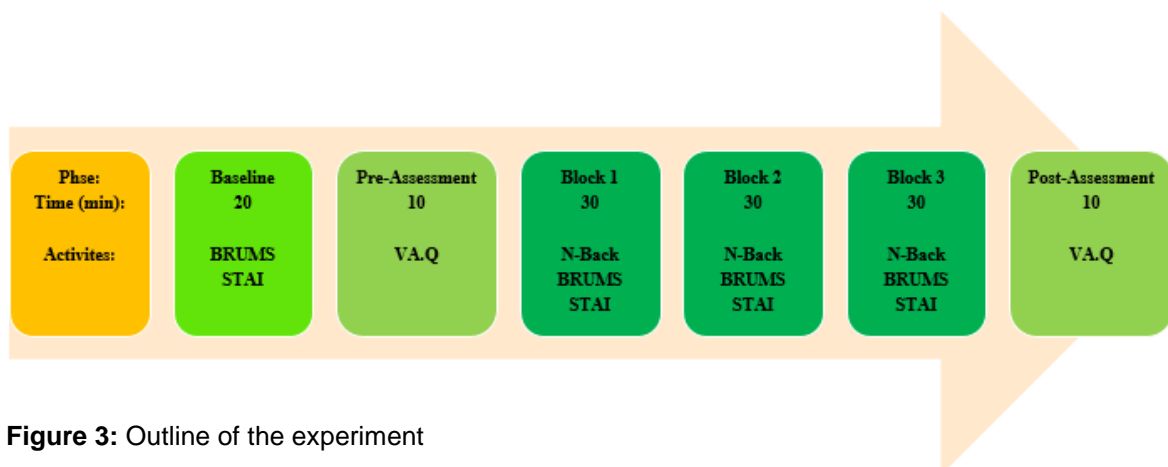 Phse:
Time (min):
Activites:
Baseline
20
BRUMS
STAI
Pre-Assessment
10
VA.Q
Block 1
30
N-Back
BRUMS
STAI
Block 2
30
N-Back
BRUMS
STAI
Block 3
30
N-Back
BRUMS
STAI
Post-Assessment
10
VA.Q
Figure 3: Outline of the experiment